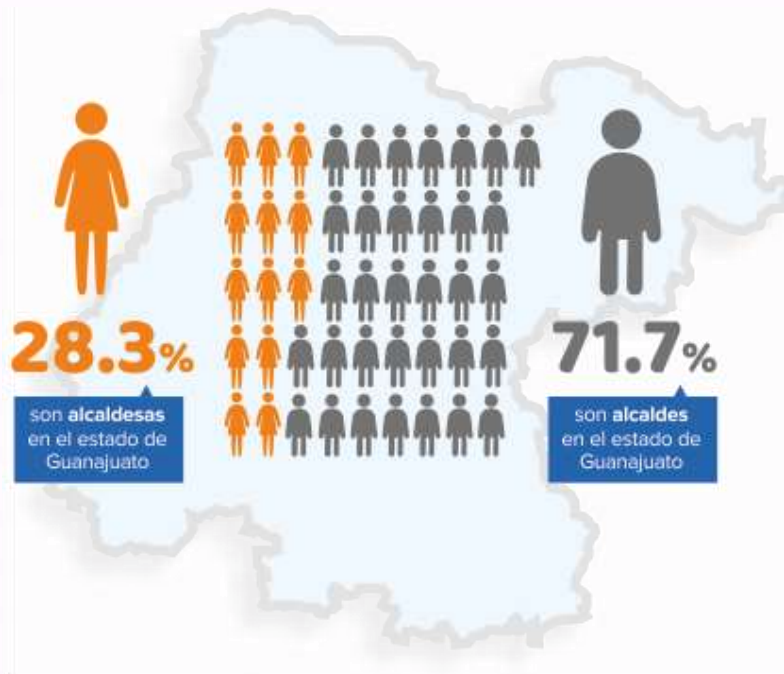 28.3%
son alcaldesas
en el estado de
Guanajuato
71.7%
son alcaldes
en el estado de
Guanajuato